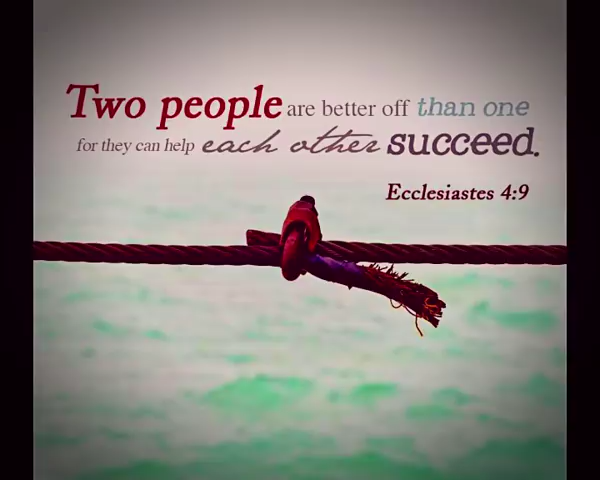 Two people are better off than one
for they can help each other succeed.
Ecclesiastes 4:9